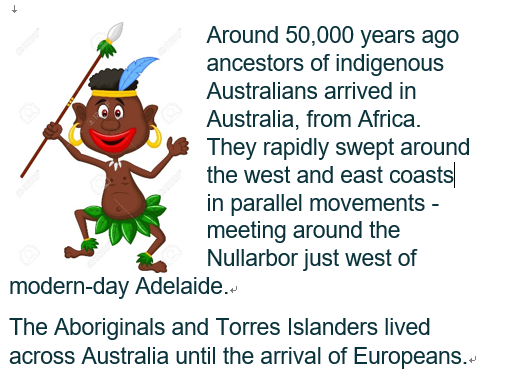 Around 50,000 years ago
ancestors of indigenous
Australians arrived in
Australia, from Africa.
They rapidly swept around
the west and east coasts
in parallel movements -
meeting around the
Nullarbor just west of
modern-day Adelaide.
The Aboriginals and Torres Islanders lived
across Australia until the arrival of Europeans.